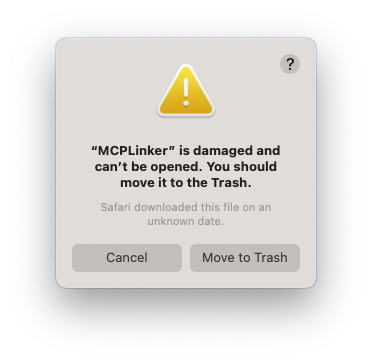 ?
“MCPLinker” is damaged and
can’t be opened. You should
move it to the Trash.
Safari downloaded this file on an
unknown date.
Cancel
Move to Trash